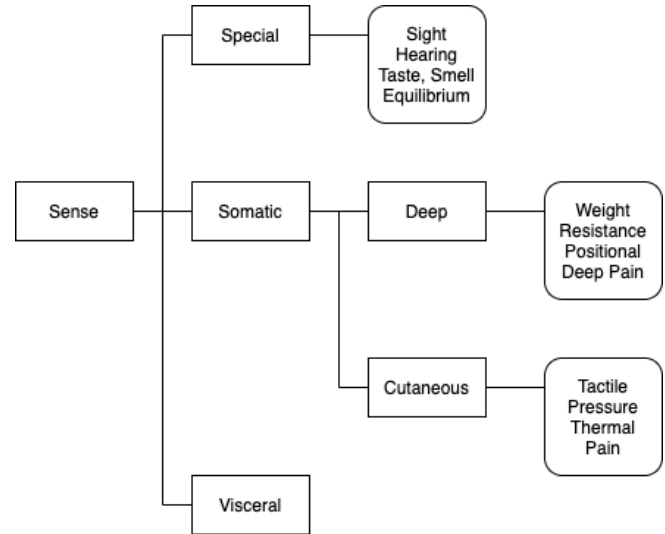 Special
Sight
Hearing
Taste, Smell
Equilibrium
Sense
Somatic
Deep
Weight
Resistance
Positional
Deep Pain
Cutaneous
Tactile
Pressure
Thermal
Pain
Visceral